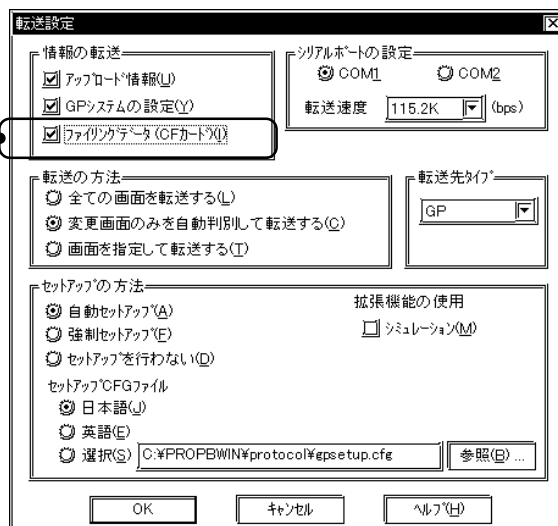 転送設定
情報の転送
アップロード情報(U)
GPシステムの設定(Y)
ファイリングデータ(CFカード)(I)
シリアルポートの設定
COM1 COM2
転送速度 115.2K (bps)
転送の方法
全ての画面を転送する(L)
変更画面のみを自動判別して転送する(C)
画面を指定して転送する(T)
転送先タイプ
GP
セットアップの方法
自動セットアップ(A)
強制セットアップ(F)
セットアップを行わない(D)
拡張機能の使用
シミュレーション(M)
セットアップCFGファイル
日本語(J)
英語(E)
選択(S) C:¥PROPBWIN¥protocol¥gpsetup.cfg 参照(B) ...
OK キャンセル ヘルプ(H)